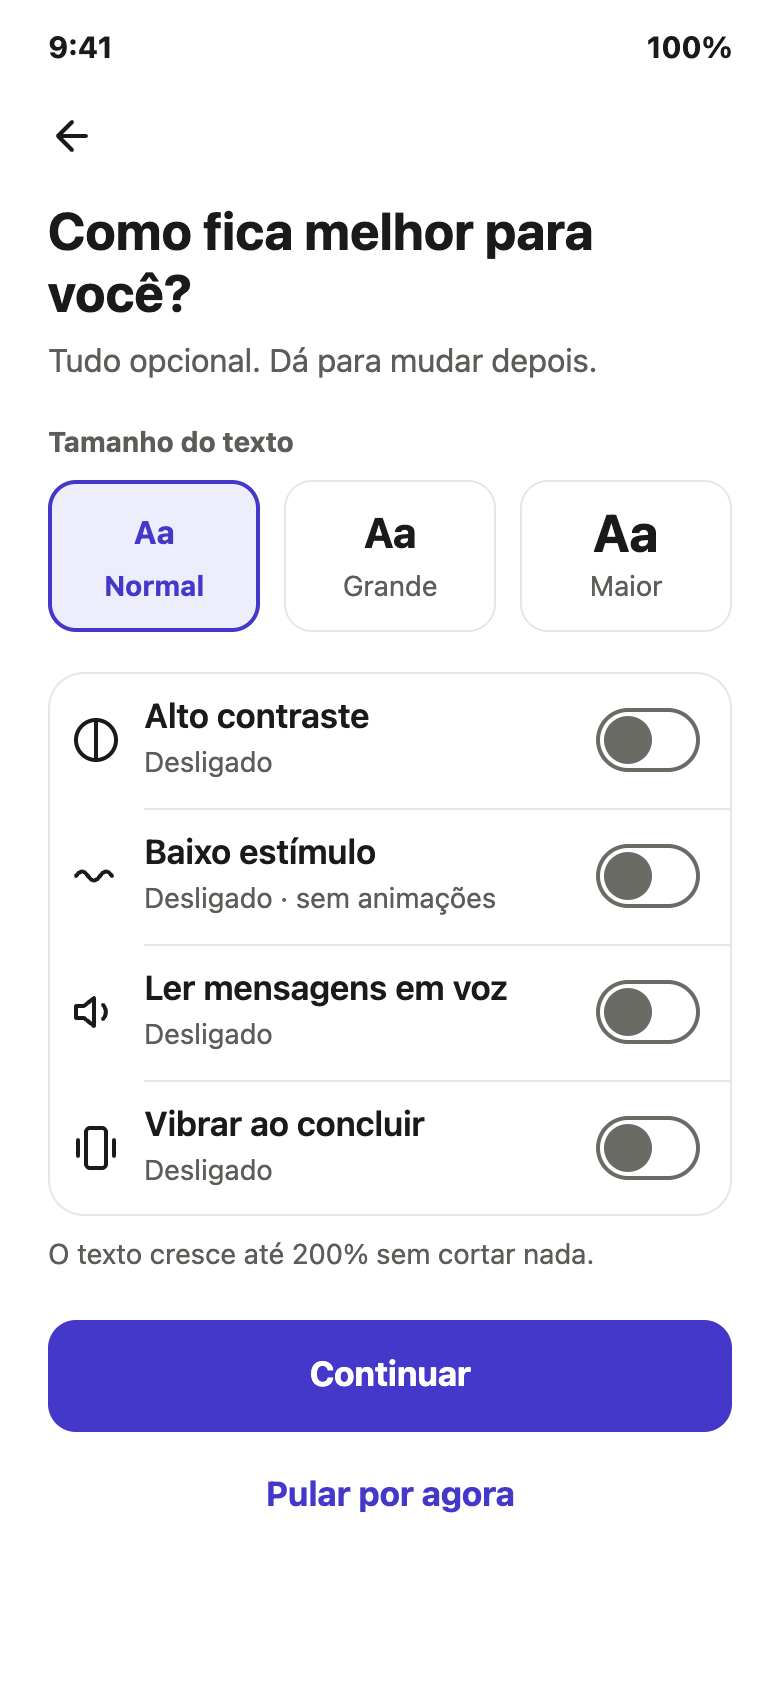 9:41
100%
Como fica melhor para
você?
Tudo opcional. Dá para mudar depois.
Tamanho do texto
Aa
Normal
Aa
Grande
Aa
Maior
Alto contraste
Desligado
Baixo estímulo
Desligado · sem animações
Ler mensagens em voz
Desligado
Vibrar ao concluir
Desligado
O texto cresce até 200% sem cortar nada.
Continuar
Pular por agora